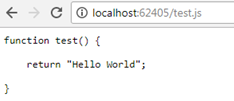 localhost:62405/test.js
function test() {
return "Hello World";
}